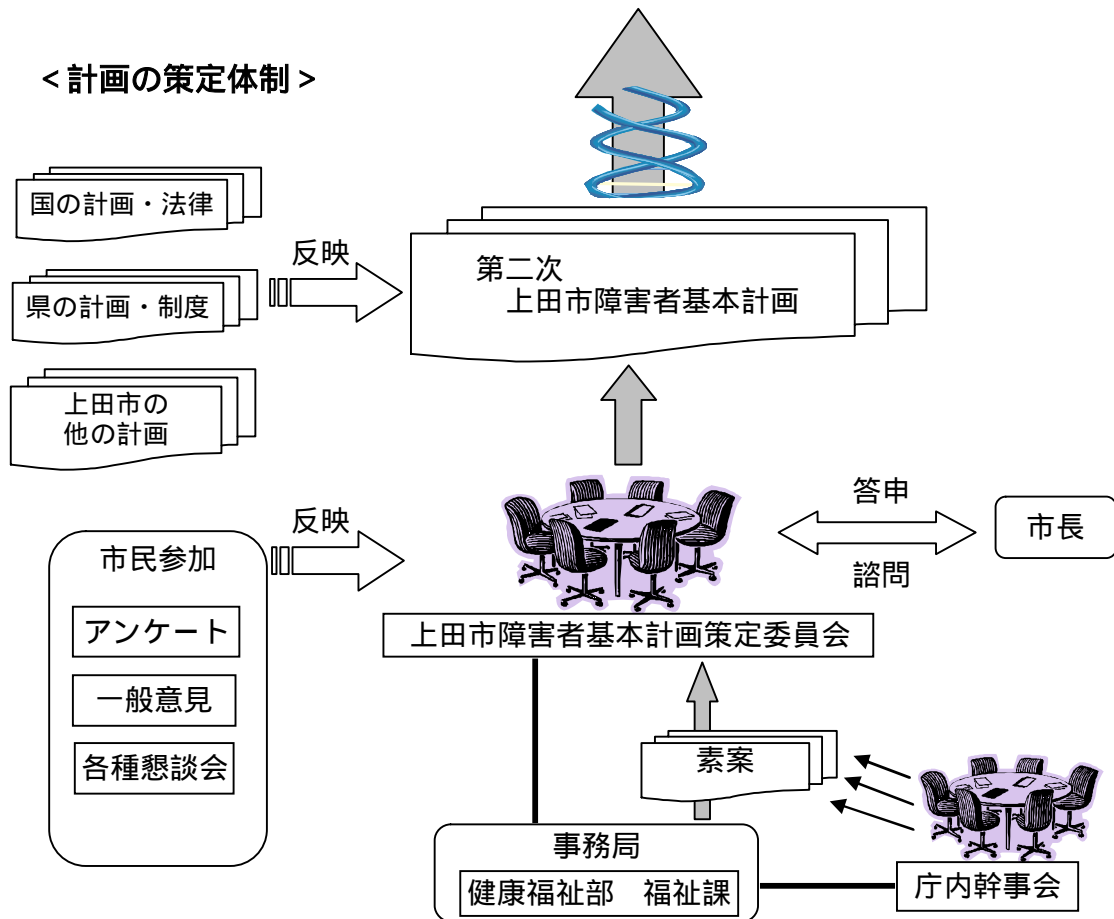 ＜計画の策定体制＞
国の計画・法律
県の計画・制度
上田市の
他の計画
反映
第二次
上田市障害者基本計画
市民参加
アンケート
一般意見
各種懇談会
反映
上田市障害者基本計画策定委員会
答申
諮問
市長
素案
事務局
健康福祉部　福祉課
庁内幹事会